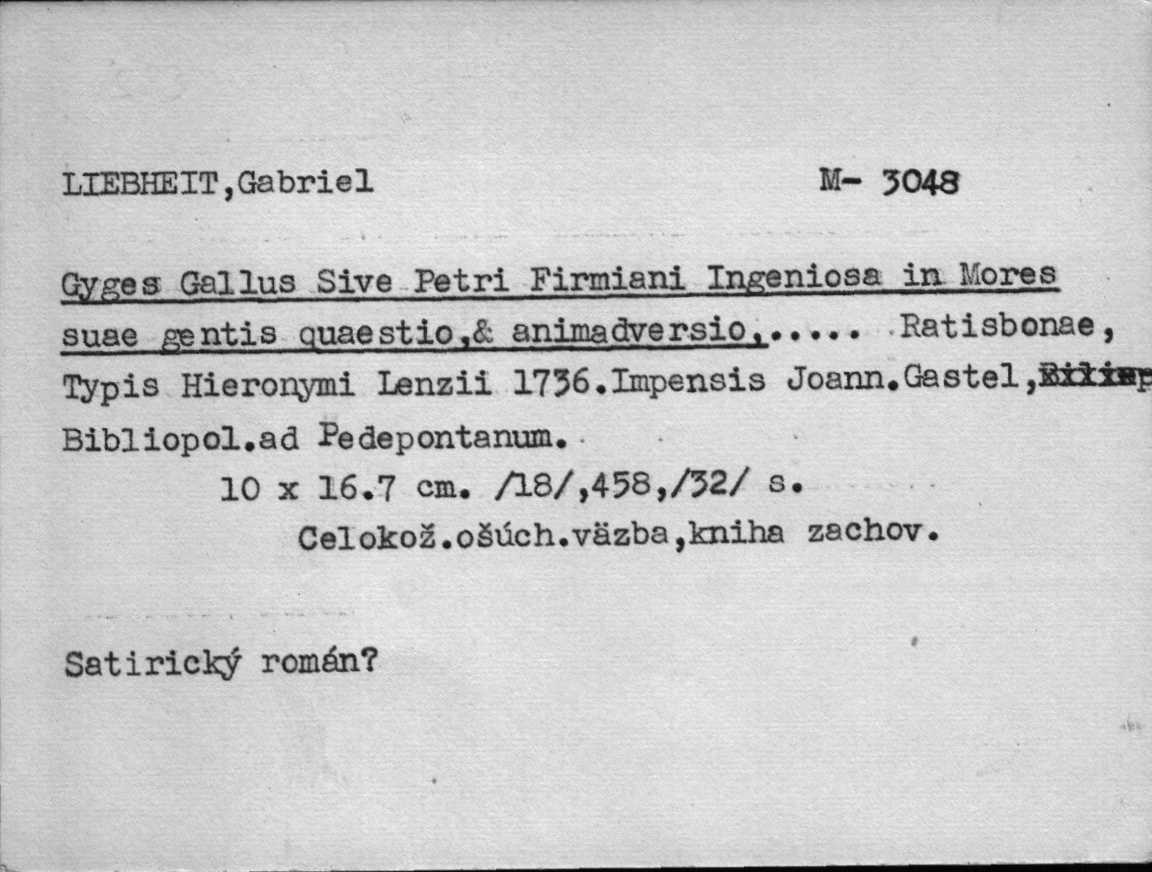 LIEBHEIT,Gabriel M- 3048
Gyges Gallus Sive Petri Firmiani Ingeniosa in Mores
suae gentis quaestio,& animadversio,..... Ratisbonae,
Typis Hieronymi Lenzii 1736.Impensis Joann.Gastel,
Bibliopol.ad Pedepontanum.
10 x 16.7 cm. /18/,458,/32/ s.
Celokož.ošúch.väzba,kniha zachov.
Satirický román?